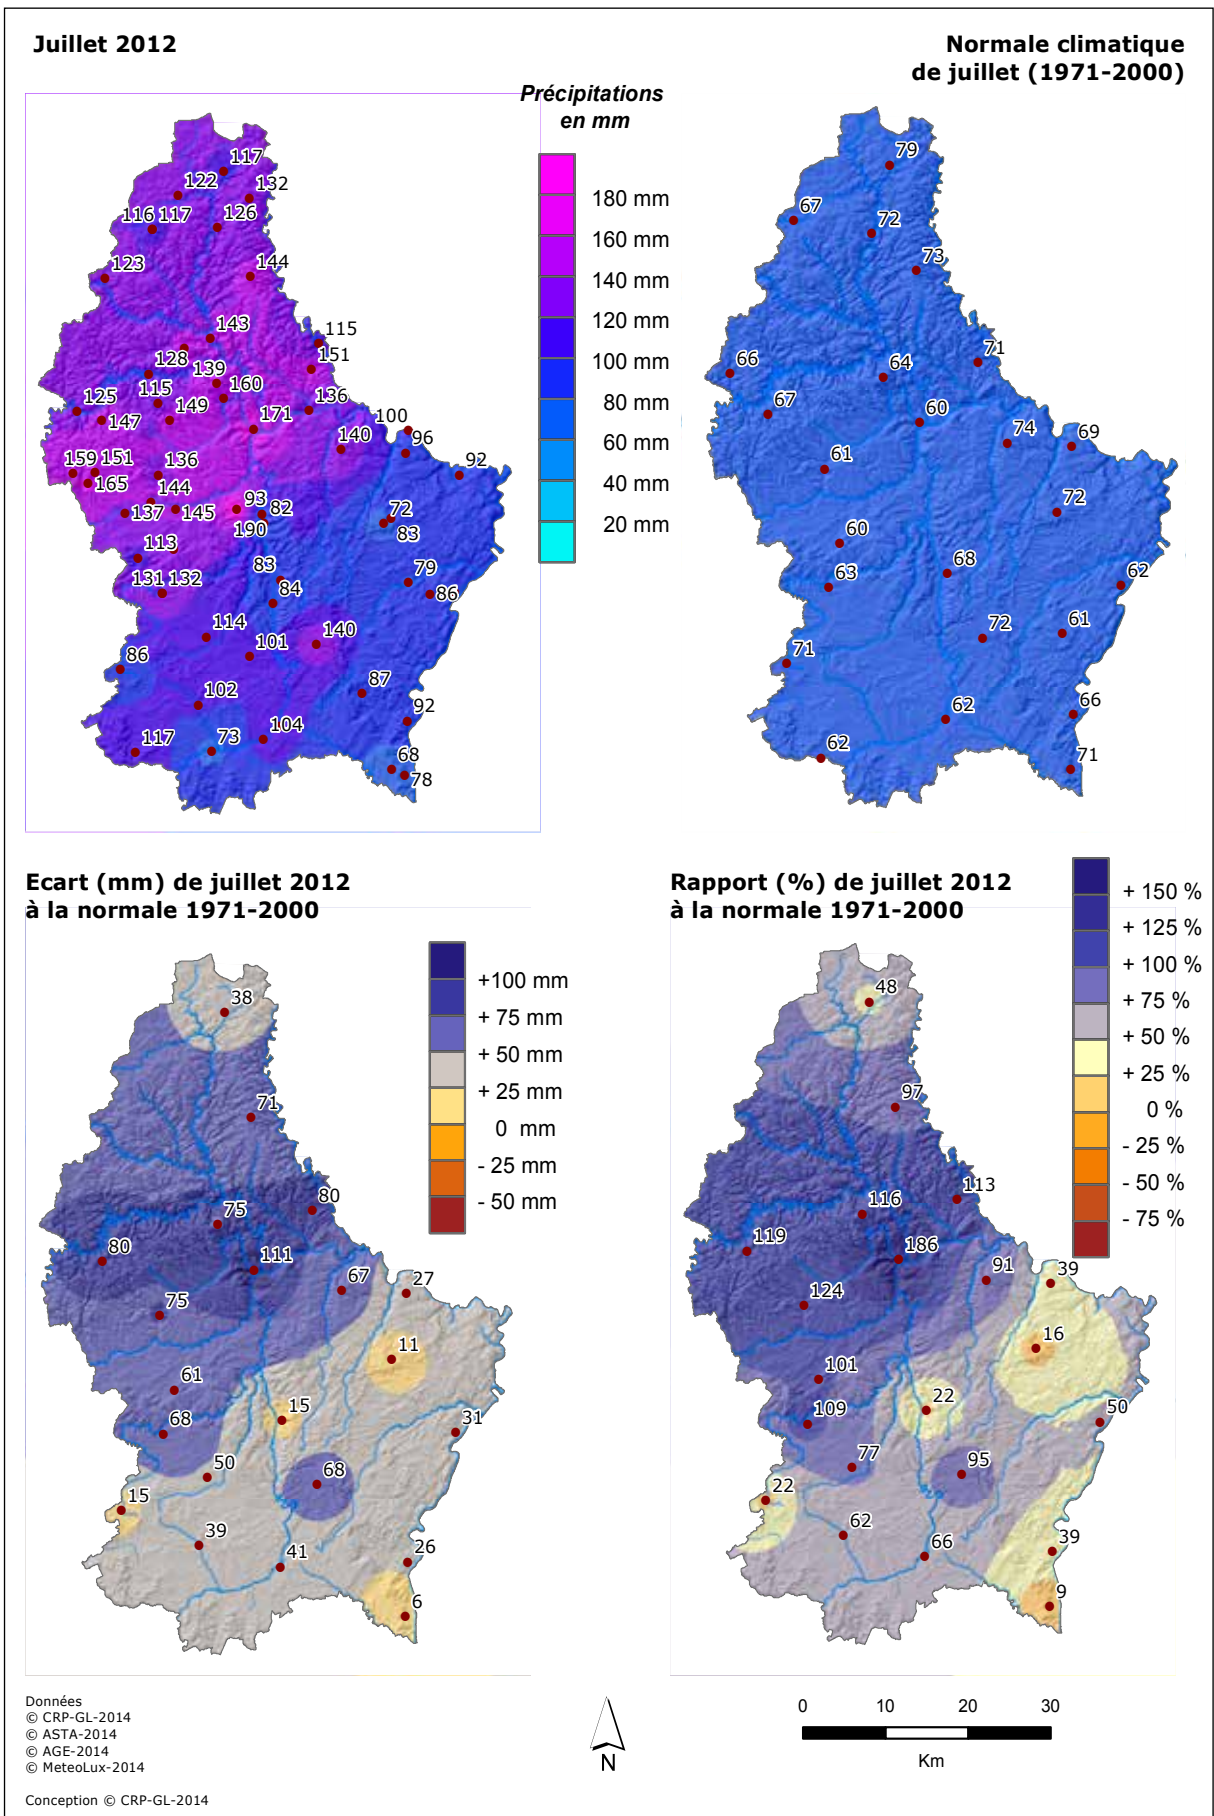 Juillet 2012
Normale climatique
de juillet (1971-2000)
Précipitations
en mm
180 mm
160 mm
140 mm
120 mm
100 mm
80 mm
60 mm
40 mm
20 mm
117
122
132
116 117
126
123
144
143
115
128
139
151
115
160
125
149
136
147
171
100
140
96
159 151
136
92
165
144
93
82
72
137
145
190
83
113
83
79
131 132
84
86
114
101
140
86
87
102
92
117
73
104
68
78
79
67
72
73
71
66
64
67
60
74
69
61
72
60
63
68
62
72
61
71
66
62
62
71
Ecart (mm) de juillet 2012
à la normale 1971-2000
+100 mm
+ 75 mm
+ 50 mm
+ 25 mm
0 mm
- 25 mm
- 50 mm
38
71
80
75
80
111
67
27
75
11
61
15
68
31
50
68
15
39
41
26
6
Rapport (%) de juillet 2012
à la normale 1971-2000
+ 150 %
+ 125 %
+ 100 %
+ 75 %
+ 50 %
+ 25 %
0 %
- 25 %
- 50 %
- 75 %
48
97
113
116
119
186
91
39
124
16
101
22
109
50
77
95
22
62
66
39
9
Données
© CRP-GL-2014
© ASTA-2014
© AGE-2014
© MeteoLux-2014
Conception © CRP-GL-2014
N
0 10 20 30
Km